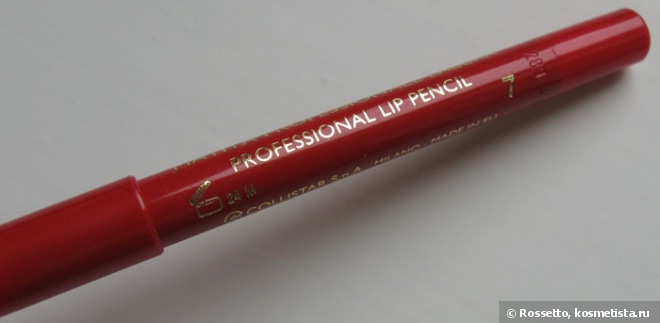 PROFESSIONAL LIP PENCIL 7
24 M
COLLISTAR S.p.A. - MILANO - MADE IN EU
© Rossetto, kosmetista.ru